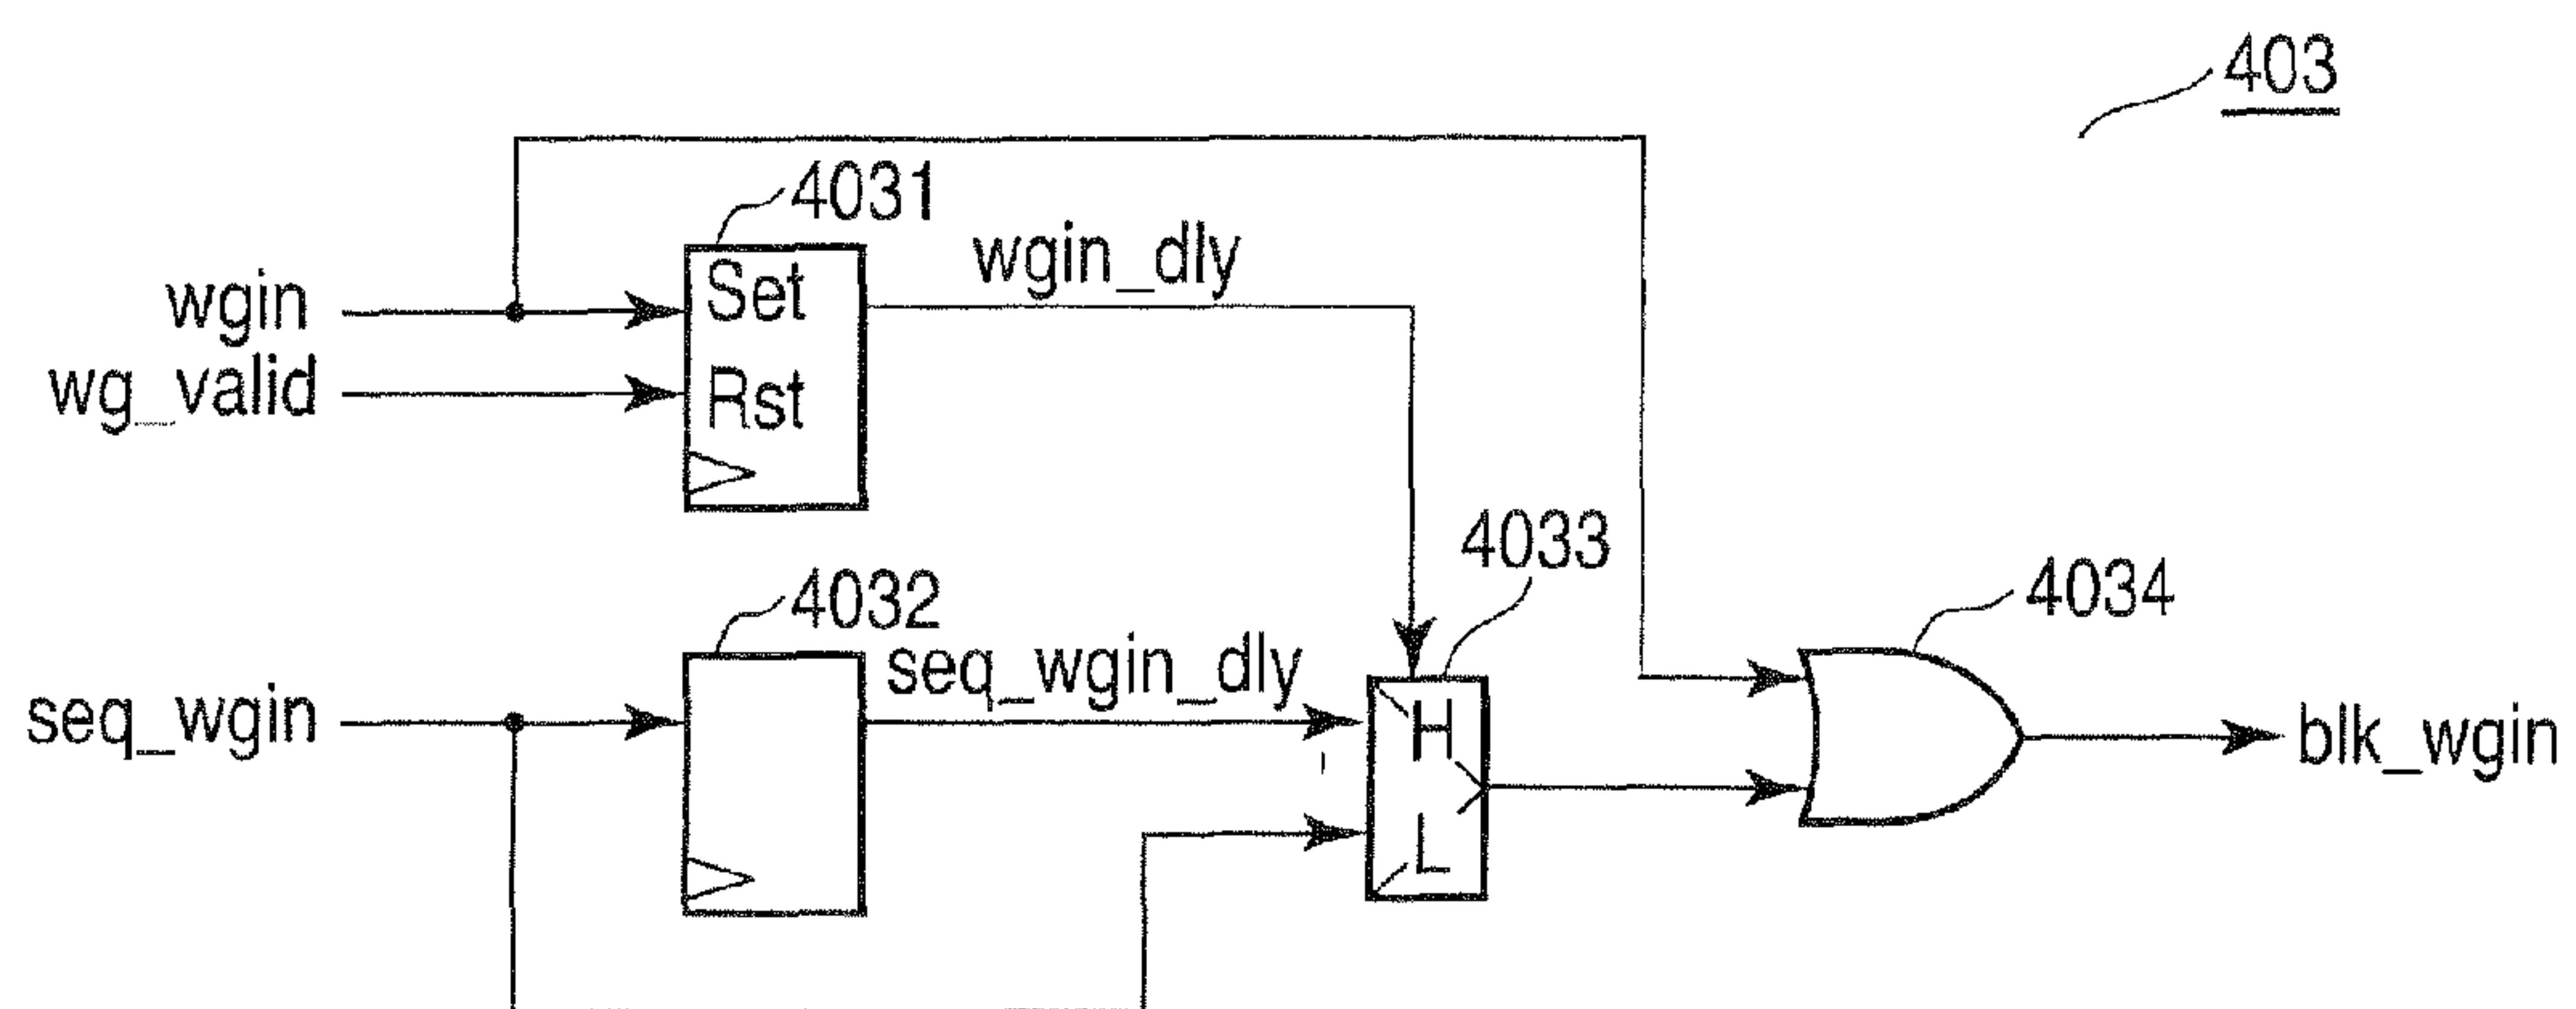 403
4031
wgin
Set
wgin_dly
wg_valid
Rst
4033
4032
4034
seq_wgin
seq_wgin_dly
H
L
blk_wgin